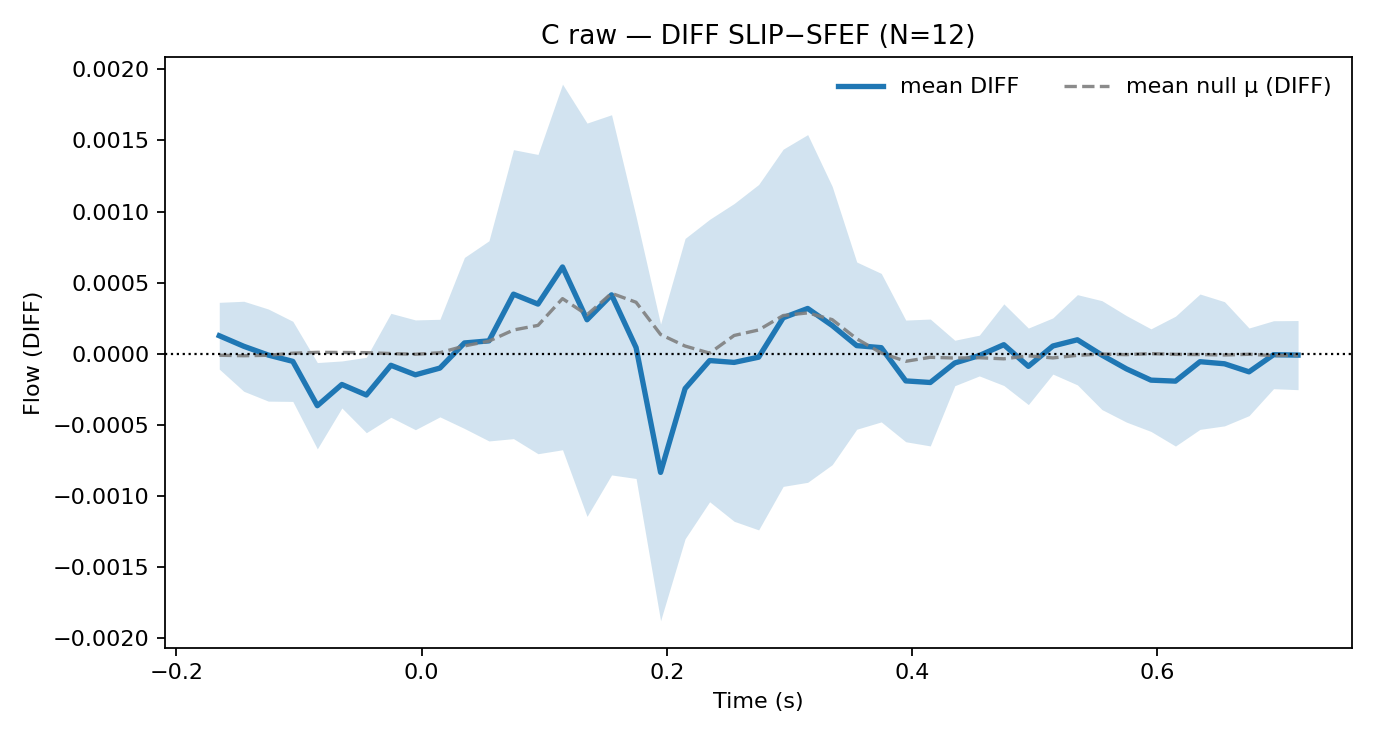 C raw — DIFF SLIP−SFEF (N=12)
mean DIFF
mean null μ (DIFF)
0.0020
0.0015
0.0010
0.0005
0.0000
−0.0005
−0.0010
−0.0015
−0.0020
Flow (DIFF)
−0.2
0.0
0.2
0.4
0.6
Time (s)